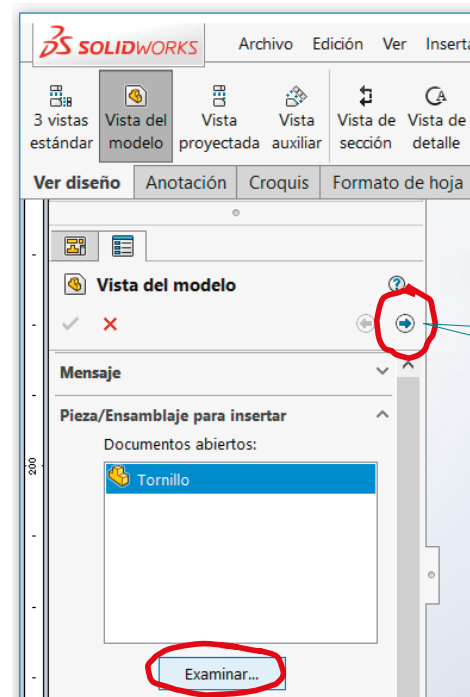 SOLIDWORKS Archivo Edición Ver Inserta
3 vistas estándar Vista del modelo Vista proyectada Vista auxiliar Vista de sección Vista de detalle
Ver diseño Anotación Croquis Formato de hoja
Vista del modelo ?
Mensaje
Pieza/Ensamblaje para insertar
Documentos abiertos:
200
Tornillo
Examinar...